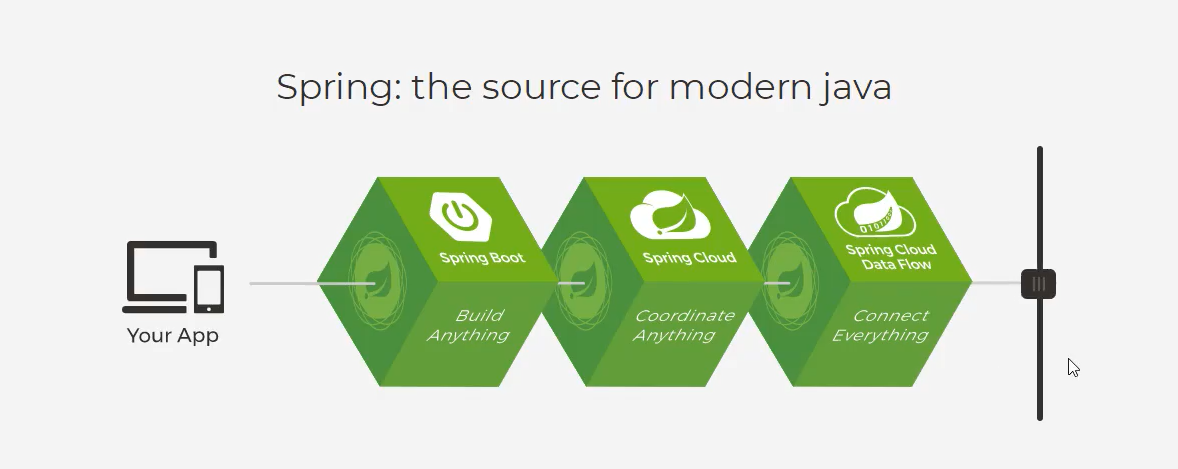 Spring: the source for modern java
Your App
Spring Boot
Build
Anything
Spring Cloud
Coordinate
Anything
Spring Cloud
Data Flow
Connect
Everything